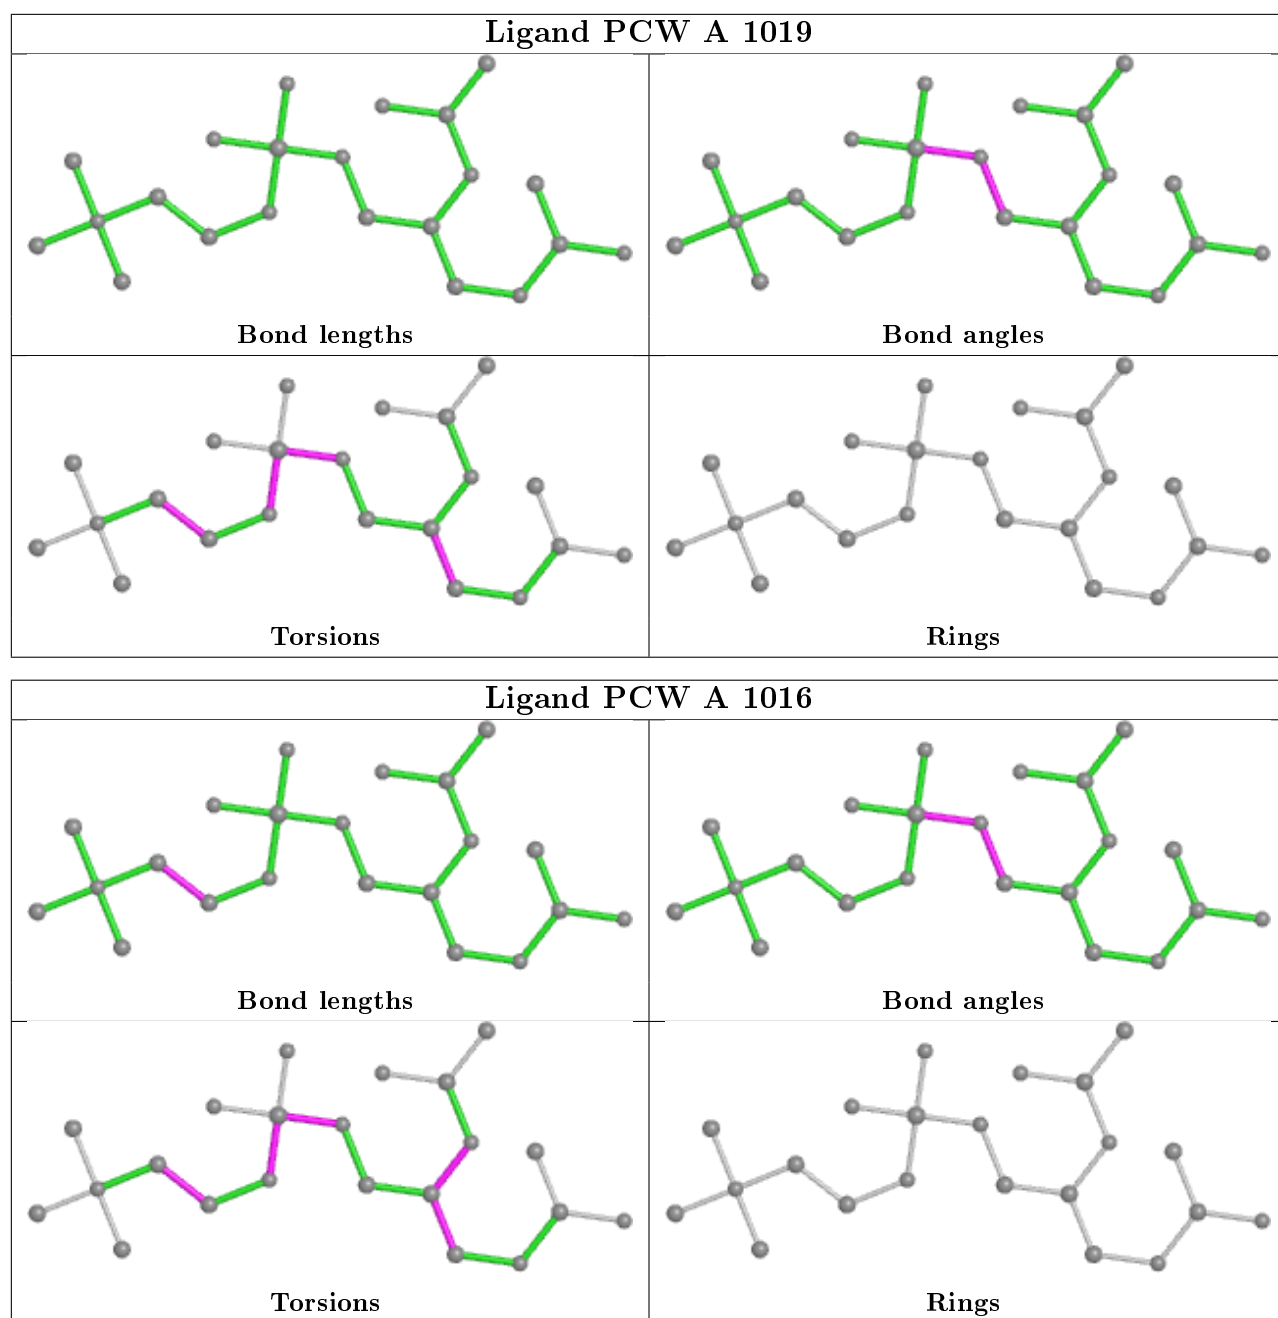 Ligand PCW A 1019
Bond lengths
Bond angles
Torsions
Rings
Ligand PCW A 1016
Bond lengths
Bond angles
Torsions
Rings